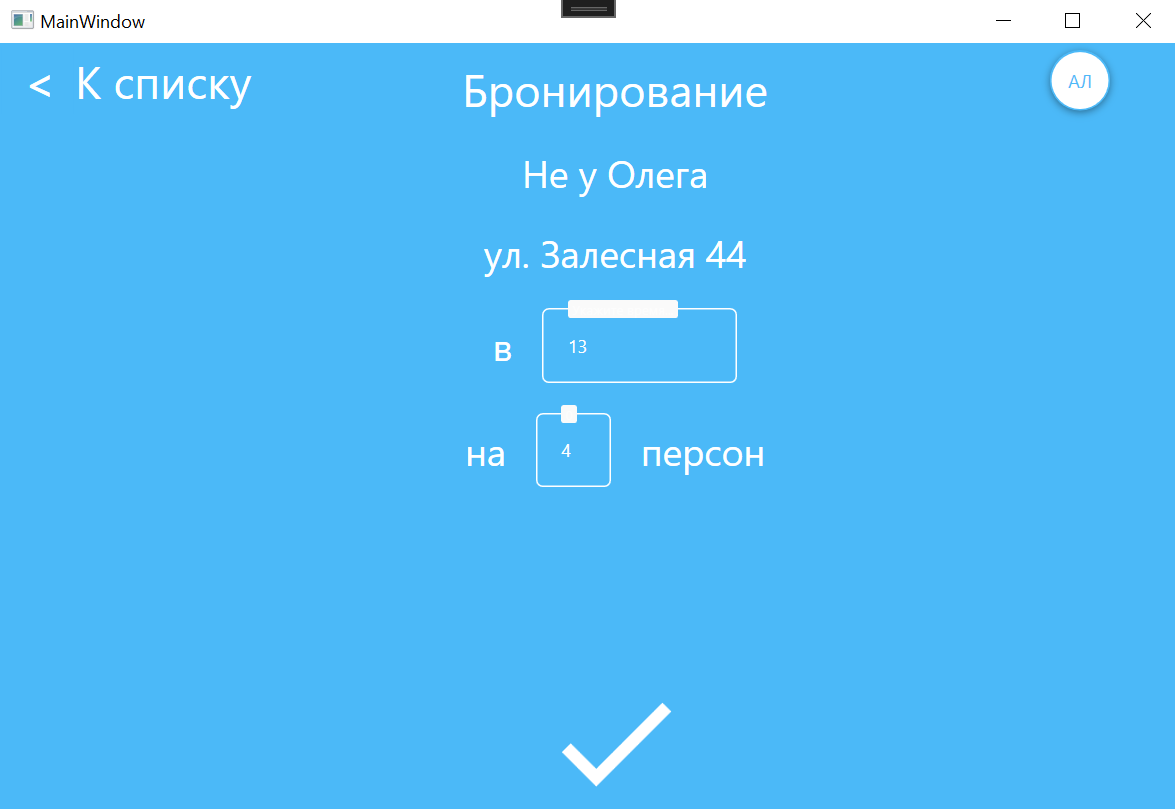 MainWindow
< К списку
Бронирование
АЛ
Не у Олега
ул. Залесная 44
в 13
на 4 персон